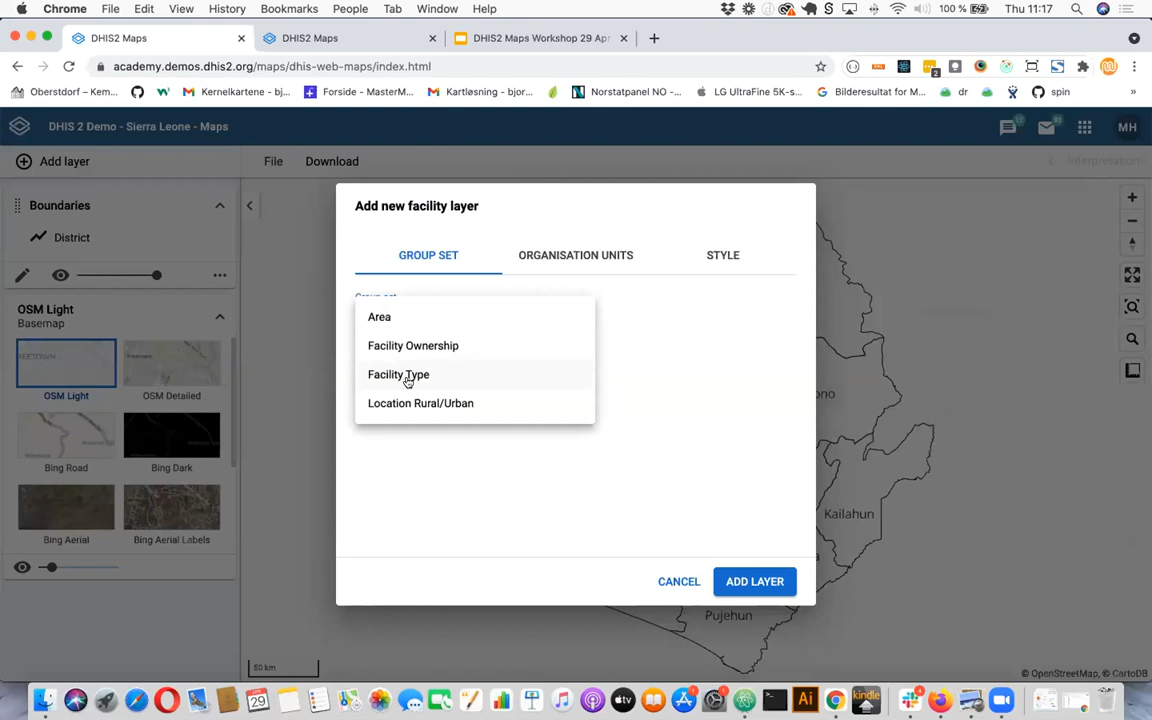 Chrome File Edit View History Bookmarks People Tab Window Help 100 % Thu 11:17
DHIS2 Maps DHIS2 Maps DHIS2 Maps Workshop 29 Apr
academy.demos.dhis2.org/maps/dhis-web-maps/index.html
Oberstdorf – Kem... Kernelkartene - bj... Forside - MasterM... Kartløsning - bjor... Norstatpanel NO -... LG UltraFine 5K-s... Bilderesultat for M... dr spin »
DHIS 2 Demo - Sierra Leone - Maps MH
Add layer File Download Interpretation
Add new facility layer
Boundaries
District
GROUP SET ORGANISATION UNITS STYLE
Group set
Area
Facility Ownership
Facility Type
Location Rural/Urban
OSM Light
Basemap
OSM Light OSM Detailed
Bing Road Bing Dark
Bing Aerial Bing Aerial Labels
Kailahun
CANCEL ADD LAYER
Pujehun
50 km
© OpenStreetMap, © CartoDB